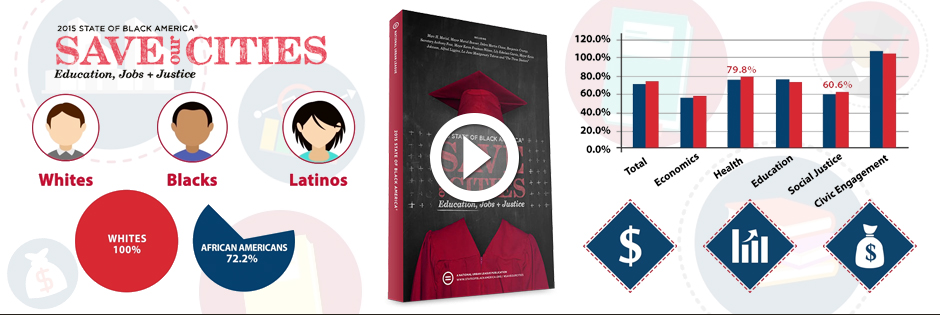 2015 STATE OF BLACK AMERICA®
SAVE our CITIES
Education, Jobs + Justice
Whites
Blacks
Latinos
WHITES
100%
AFRICAN AMERICANS
72.2%
2015 STATE OF BLACK AMERICA
STATE OF BLACK AMERICA®
SAVE
CITIES
Education, Jobs + Justice
A NATIONAL URBAN LEAGUE PUBLICATION
120.0%
100.0%
80.0%
60.0%
40.0%
20.0%
0.0%
79.8%
60.6%
Total
Economics
Health
Education
Social Justice
Civic Engagement
$
$